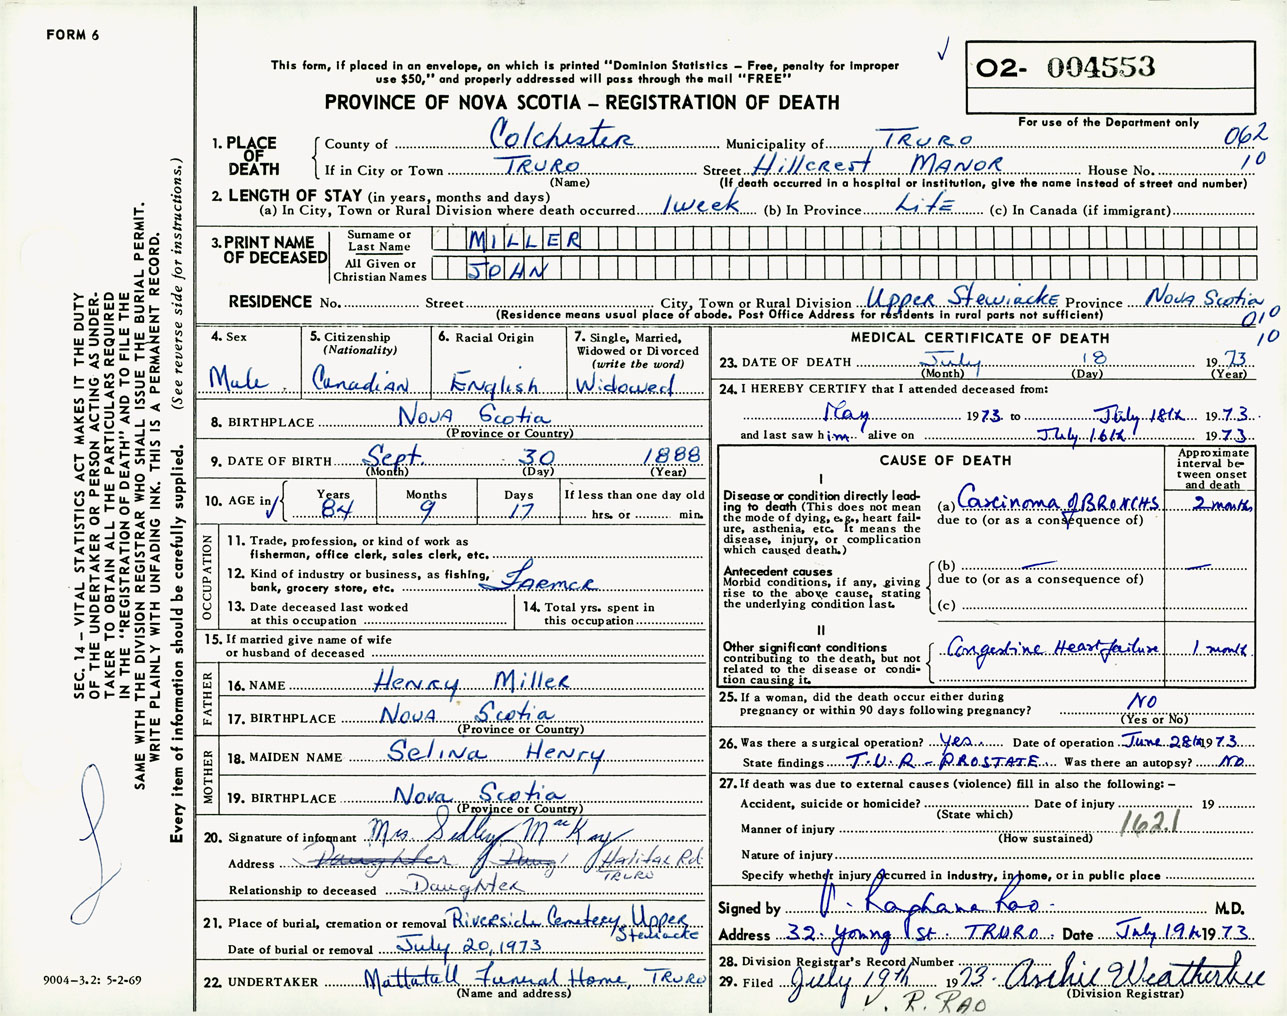 FORM 6
This form, if placed in an envelope, on which is printed "Dominion Statistics – Free, penalty for improper
use $50," and properly addressed will pass through the mail "FREE"
PROVINCE OF NOVA SCOTIA – REGISTRATION OF DEATH
O2- 004553
For use of the Department only
1. PLACE OF DEATH
County of Colchester Municipality of TRURO 062
If in City or Town TRURO Street Hillcrest MANOR House No. 10
(Name) (If death occurred in a hospital or institution, give the name instead of street and number)
2. LENGTH OF STAY (in years, months and days)
(a) In City, Town or Rural Division where death occurred 1 week (b) In Province Life (c) In Canada (if immigrant)
3. PRINT NAME OF DECEASED
Surname or Last Name MILLER
All Given or Christian Names JOHN
RESIDENCE No. Street City, Town or Rural Division Upper Stewiacke Province Nova Scotia
(Residence means usual place of abode. Post Office Address for residents in rural parts not sufficient) 010
10
4. Sex
Male
5. Citizenship
(Nationality)
Canadian
6. Racial Origin
English
7. Single, Married,
Widowed or Divorced
(write the word)
Widowed
8. BIRTHPLACE Nova Scotia
(Province or Country)
9. DATE OF BIRTH Sept. 30 1888
(Month) (Day) (Year)
10. AGE in
Years 84
Months 9
Days 17
If less than one day old
hrs. or min.
OCCUPATION
11. Trade, profession, or kind of work as
fisherman, office clerk, sales clerk, etc.
12. Kind of industry or business, as fishing,
bank, grocery store, etc. Farmer
13. Date deceased last worked
at this occupation
14. Total yrs. spent in
this occupation
15. If married give name of wife
or husband of deceased
FATHER
16. NAME Henry Miller
17. BIRTHPLACE Nova Scotia
(Province or Country)
MOTHER
18. MAIDEN NAME Selina Henry
19. BIRTHPLACE Nova Scotia
(Province or Country)
20. Signature of informant Mrs Sidley MacKay
Address Daughter Halifax Rd
TRURO
Relationship to deceased Daughter
21. Place of burial, cremation or removal Riverside Cemetery, Upper
Stewiacke
Date of burial or removal July 20, 1973
22. UNDERTAKER Mattatall Funeral Home, TRURO
(Name and address)
MEDICAL CERTIFICATE OF DEATH
23. DATE OF DEATH July 18 1973
(Month) (Day) (Year)
24. I HEREBY CERTIFY that I attended deceased from:
May 1973 to July 18th 1973.
and last saw him alive on July 16th 1973
CAUSE OF DEATH
Approximate
interval be-
tween onset
and death
I
Disease or condition directly lead-
ing to death (This does not mean
the mode of dying, e.g., heart fail-
ure, asthenia, etc. It means the
disease, injury, or complication
which caused death.)
(a) Carcinoma of BRONCHS 2 months
due to (or as a consequence of)
Antecedent causes
Morbid conditions, if any, giving
rise to the above cause, stating
the underlying condition last.
(b) — —
due to (or as a consequence of)
(c)
II
Other significant conditions
contributing to the death, but not
related to the disease or condi-
tion causing it.
Congestive Heart failure 1 month
25. If a woman, did the death occur either during
pregnancy or within 90 days following pregnancy? NO
(Yes or No)
26. Was there a surgical operation? Yes Date of operation June 28th 1973.
State findings T.U.R – PROSTATE Was there an autopsy? NO
27. If death was due to external causes (violence) fill in also the following: –
Accident, suicide or homicide? Date of injury 19
(State which)
Manner of injury 162.1
(How sustained)
Nature of injury
Specify whether injury occurred in industry, in home, or in public place
Signed by V. Raghava Rao M.D.
Address 32 Young St TRURO Date July 19th 1973
28. Division Registrar's Record Number
29. Filed July 19th 1973. Archie Weatherbee
(Division Registrar)
V. R. RAO
SEC. 14 – VITAL STATISTICS ACT MAKES IT THE DUTY
OF THE UNDERTAKER OR PERSON ACTING AS UNDER-
TAKER TO OBTAIN ALL THE PARTICULARS REQUIRED
IN THE "REGISTRATION OF DEATH" AND TO FILE THE
SAME WITH THE DIVISION REGISTRAR WHO SHALL ISSUE THE BURIAL PERMIT.
WRITE PLAINLY WITH UNFADING INK. THIS IS A PERMANENT RECORD.
Every item of information should be carefully supplied. (See reverse side for instructions.)
9004–3.2: 5-2-69